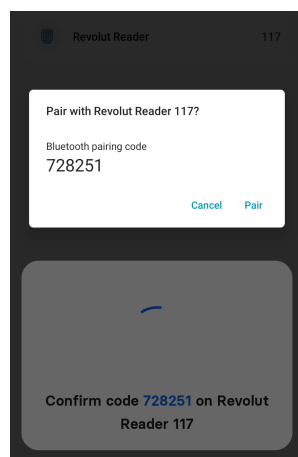 Revolut Reader 117
Pair with Revolut Reader 117?
Bluetooth pairing code
728251
Cancel Pair
Confirm code 728251 on Revolut
Reader 117